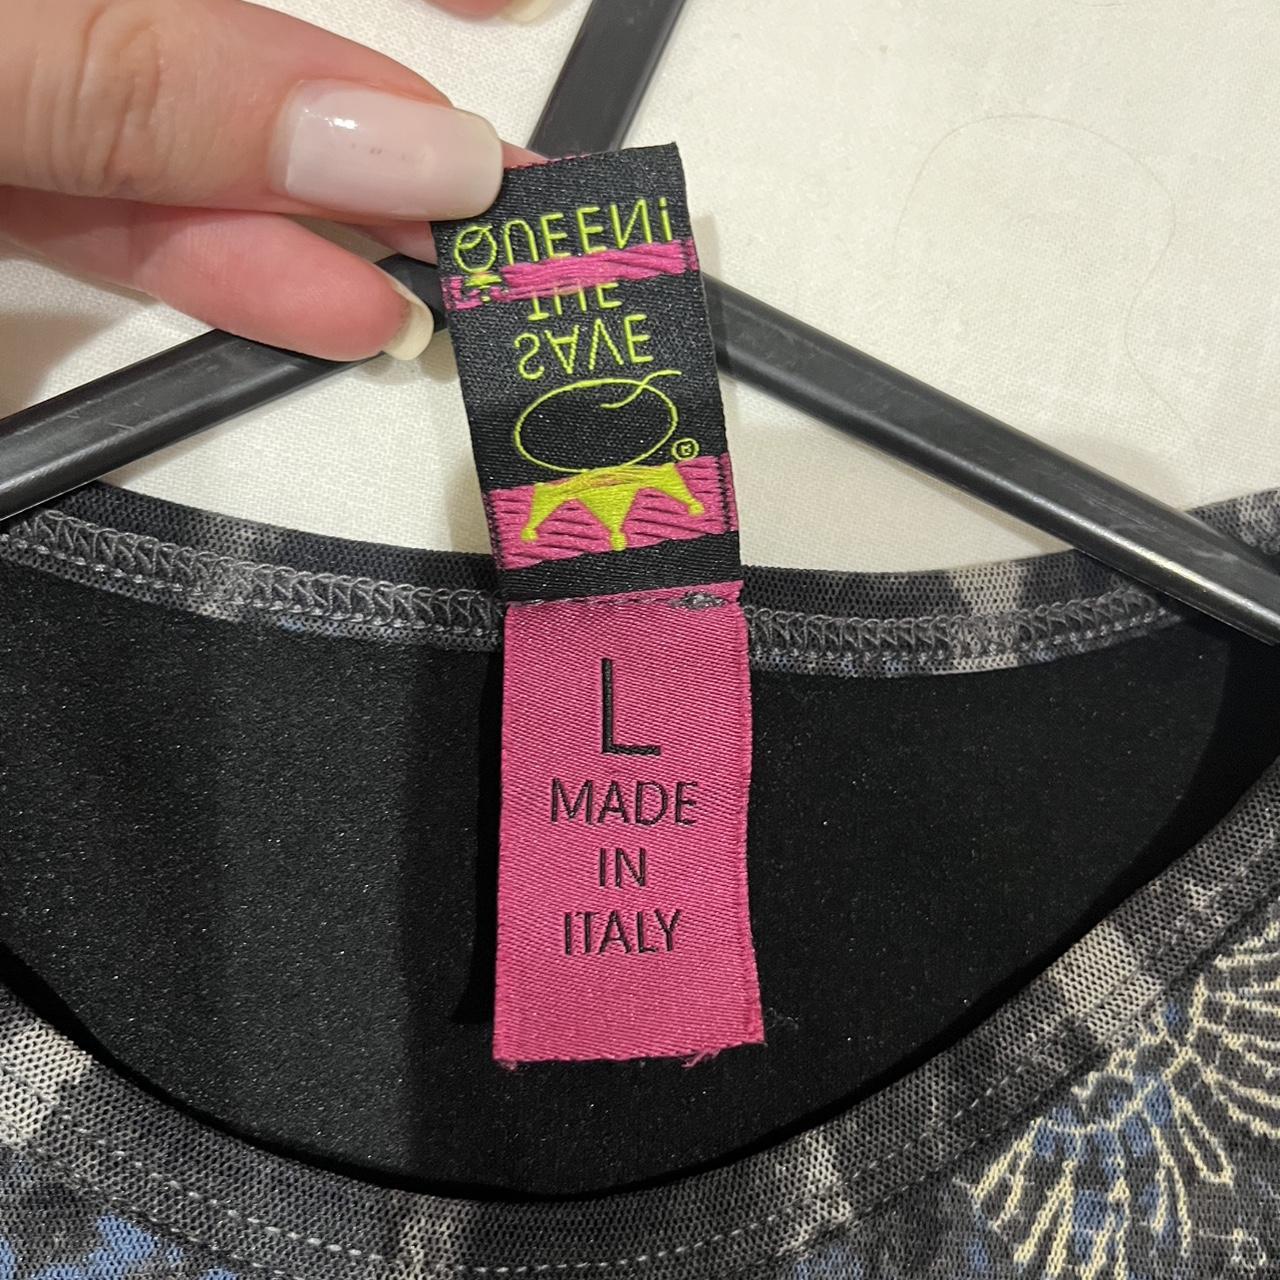 SAVE
THE
QUEEN!
®
L
MADE
IN
ITALY